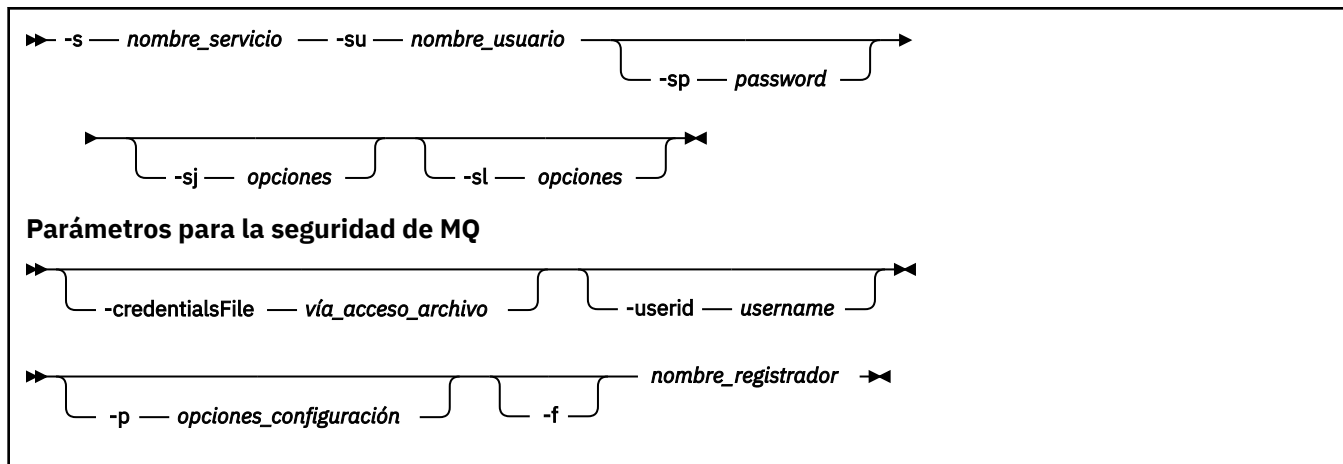 -s nombre_servicio -su nombre_usuario
-sp password
-sj opciones -sl opciones
Parámetros para la seguridad de MQ
-credentialsFile vía_acceso_archivo -userid username
nombre_registrador
-p opciones_configuración -f